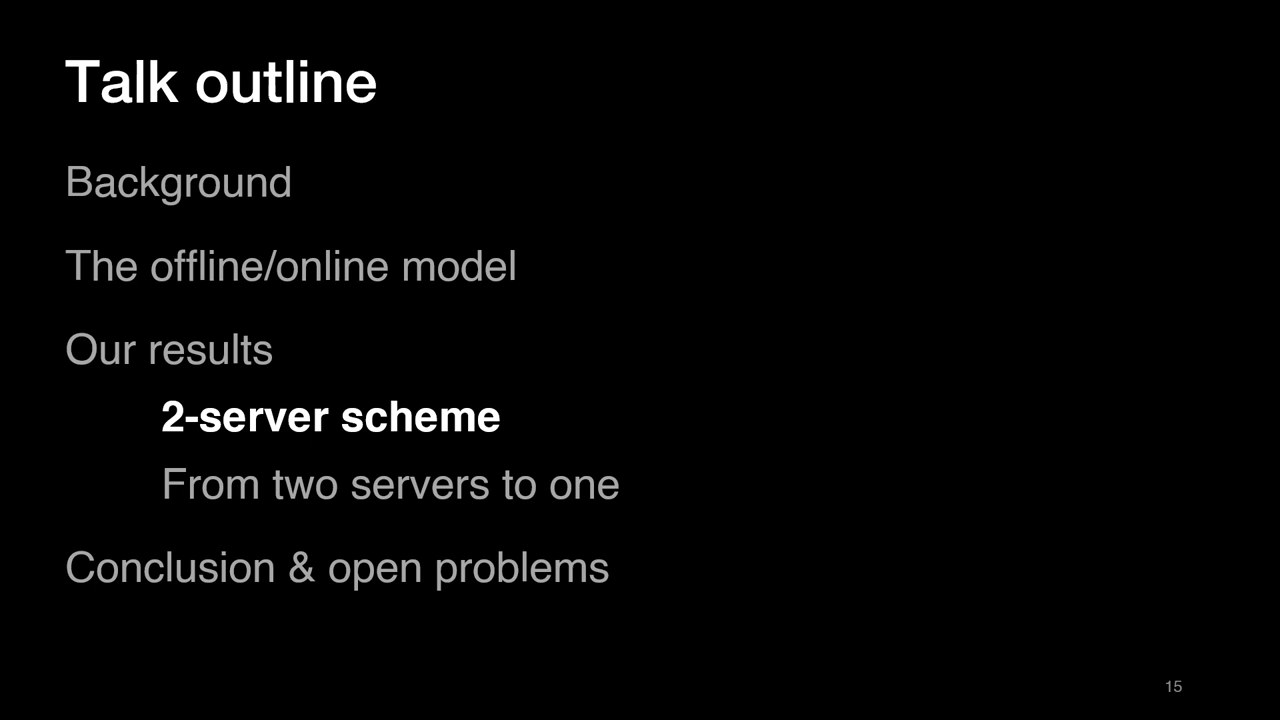 Talk outline
Background
The offline/online model
Our results
2-server scheme
From two servers to one
Conclusion & open problems
15